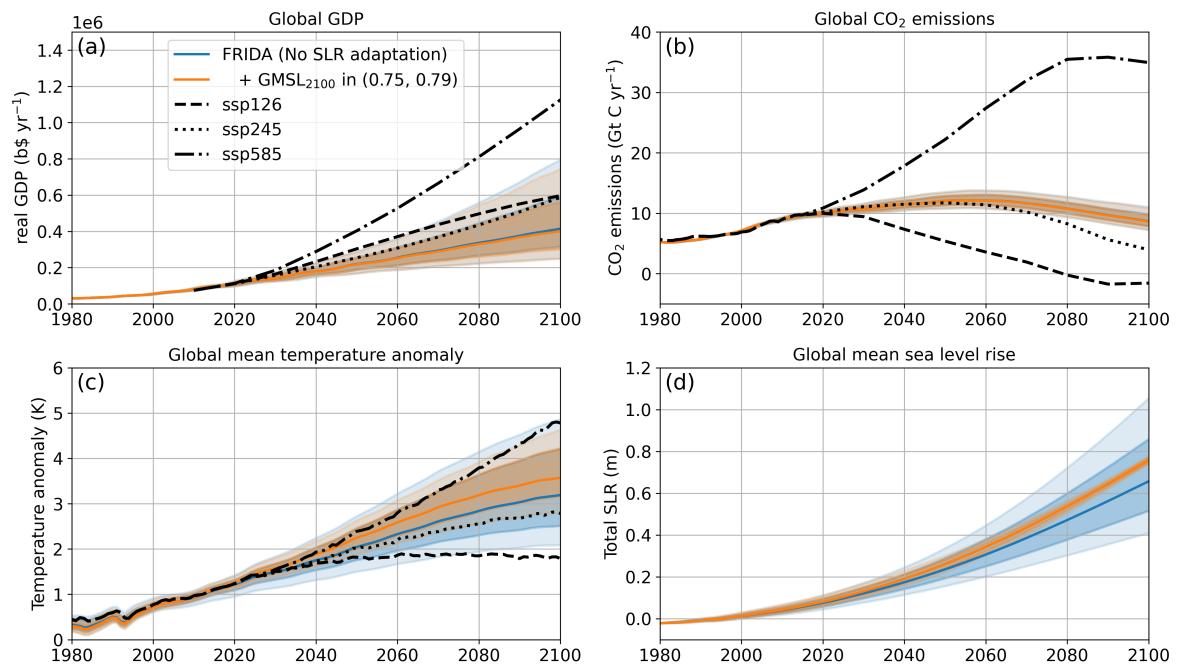 Global GDP
1e6
(a)
FRIDA (No SLR adaptation)
+ GMSL₂₁₀₀ in (0.75, 0.79)
ssp126
ssp245
ssp585
real GDP (b$ yr⁻¹)
1.4
1.2
1.0
0.8
0.6
0.4
0.2
0.0
1980 2000 2020 2040 2060 2080 2100
Global CO₂ emissions
(b)
CO₂ emissions (Gt C yr⁻¹)
40
30
20
10
0
1980 2000 2020 2040 2060 2080 2100
Global mean temperature anomaly
(c)
Temperature anomaly (K)
6
5
4
3
2
1
0
1980 2000 2020 2040 2060 2080 2100
Global mean sea level rise
(d)
Total SLR (m)
1.2
1.0
0.8
0.6
0.4
0.2
0.0
1980 2000 2020 2040 2060 2080 2100